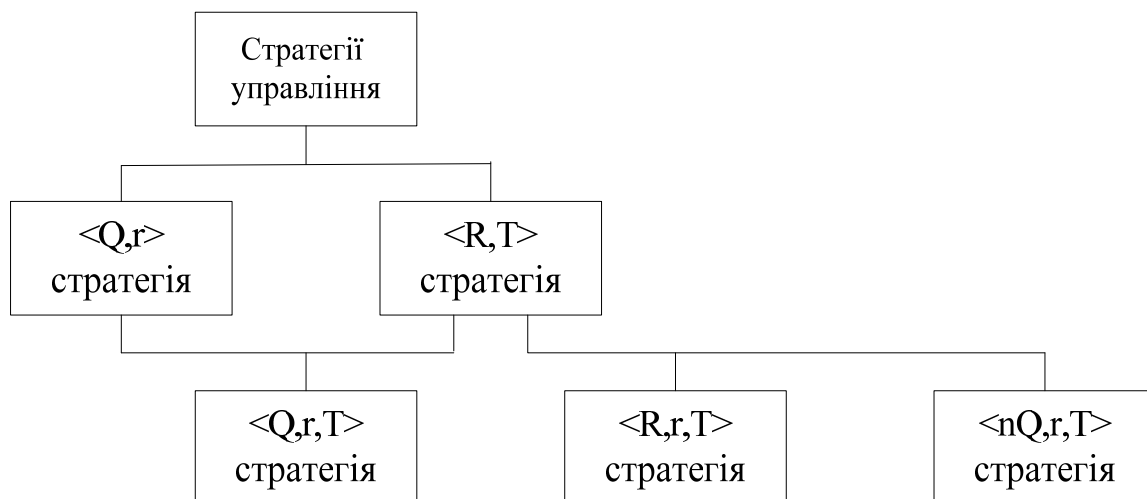 Стратегії
управління
<Q,r>
стратегія
<R,T>
стратегія
<Q,r,T>
стратегія
<R,r,T>
стратегія
<nQ,r,T>
стратегія